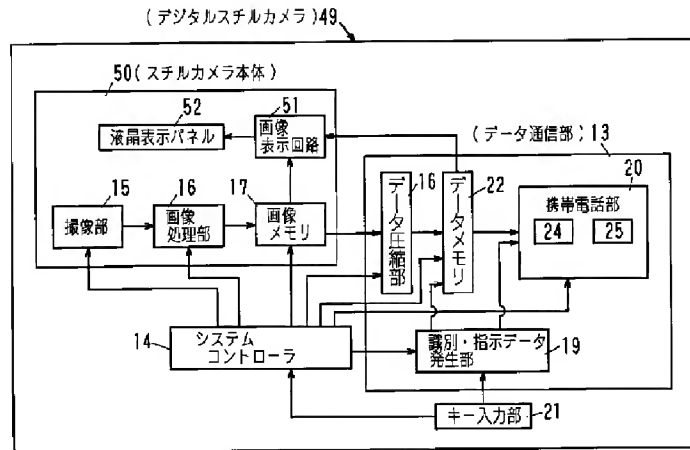 (デジタルスチルカメラ) 49
50 (スチルカメラ本体)
52
液晶表示パネル
51
画像
表示回路
(データ通信部) 13
15
撮像部
16
画像
処理部
17
画像
メモリ
16
データ圧縮部
22
データメモリ
20
携帯電話部
24
25
14
システム
コントローラ
識別・指示データ
発生部
19
キー入力部
21